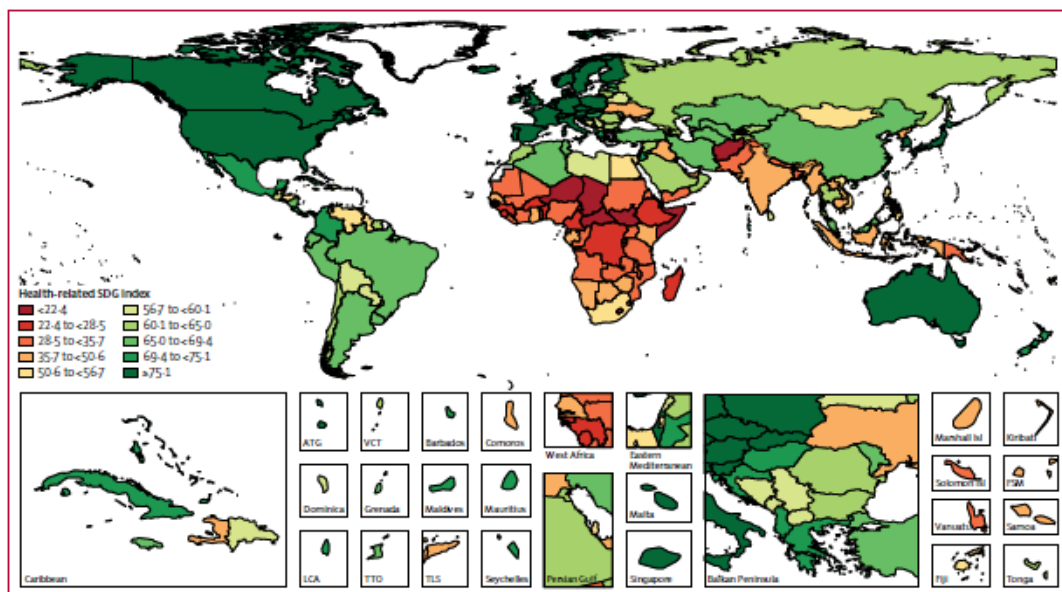 Health-related SDG Index
<22·4
22·4 to <28·5
28·5 to <35·7
35·7 to <50·6
50·6 to <56·7
56·7 to <60·1
60·1 to <65·0
65·0 to <69·4
69·4 to <75·1
≥75·1
Caribbean
ATG
VCT
Barbados
Comoros
Dominica
Grenada
Maldives
Mauritius
LCA
TTO
TLS
Seychelles
West Africa
Eastern
Mediterranean
Persian Gulf
Malta
Singapore
Balkan Peninsula
Marshall Isl
Kiribati
Solomon Isl
FSM
Vanuatu
Samoa
Fiji
Tonga